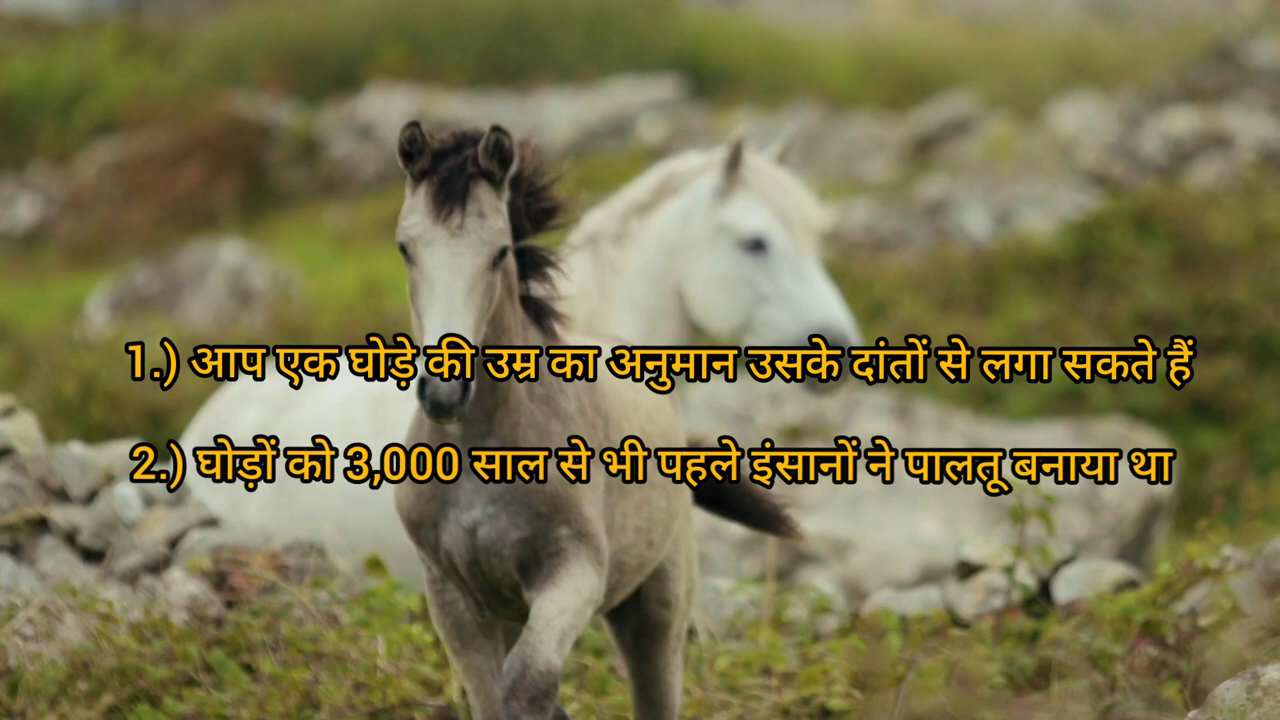 1.) आप एक घोड़े की उम्र का अनुमान उसके दांतों से लगा सकते हैं
2.) घोड़ों को 3,000 साल से भी पहले इंसानों ने पालतू बनाया था